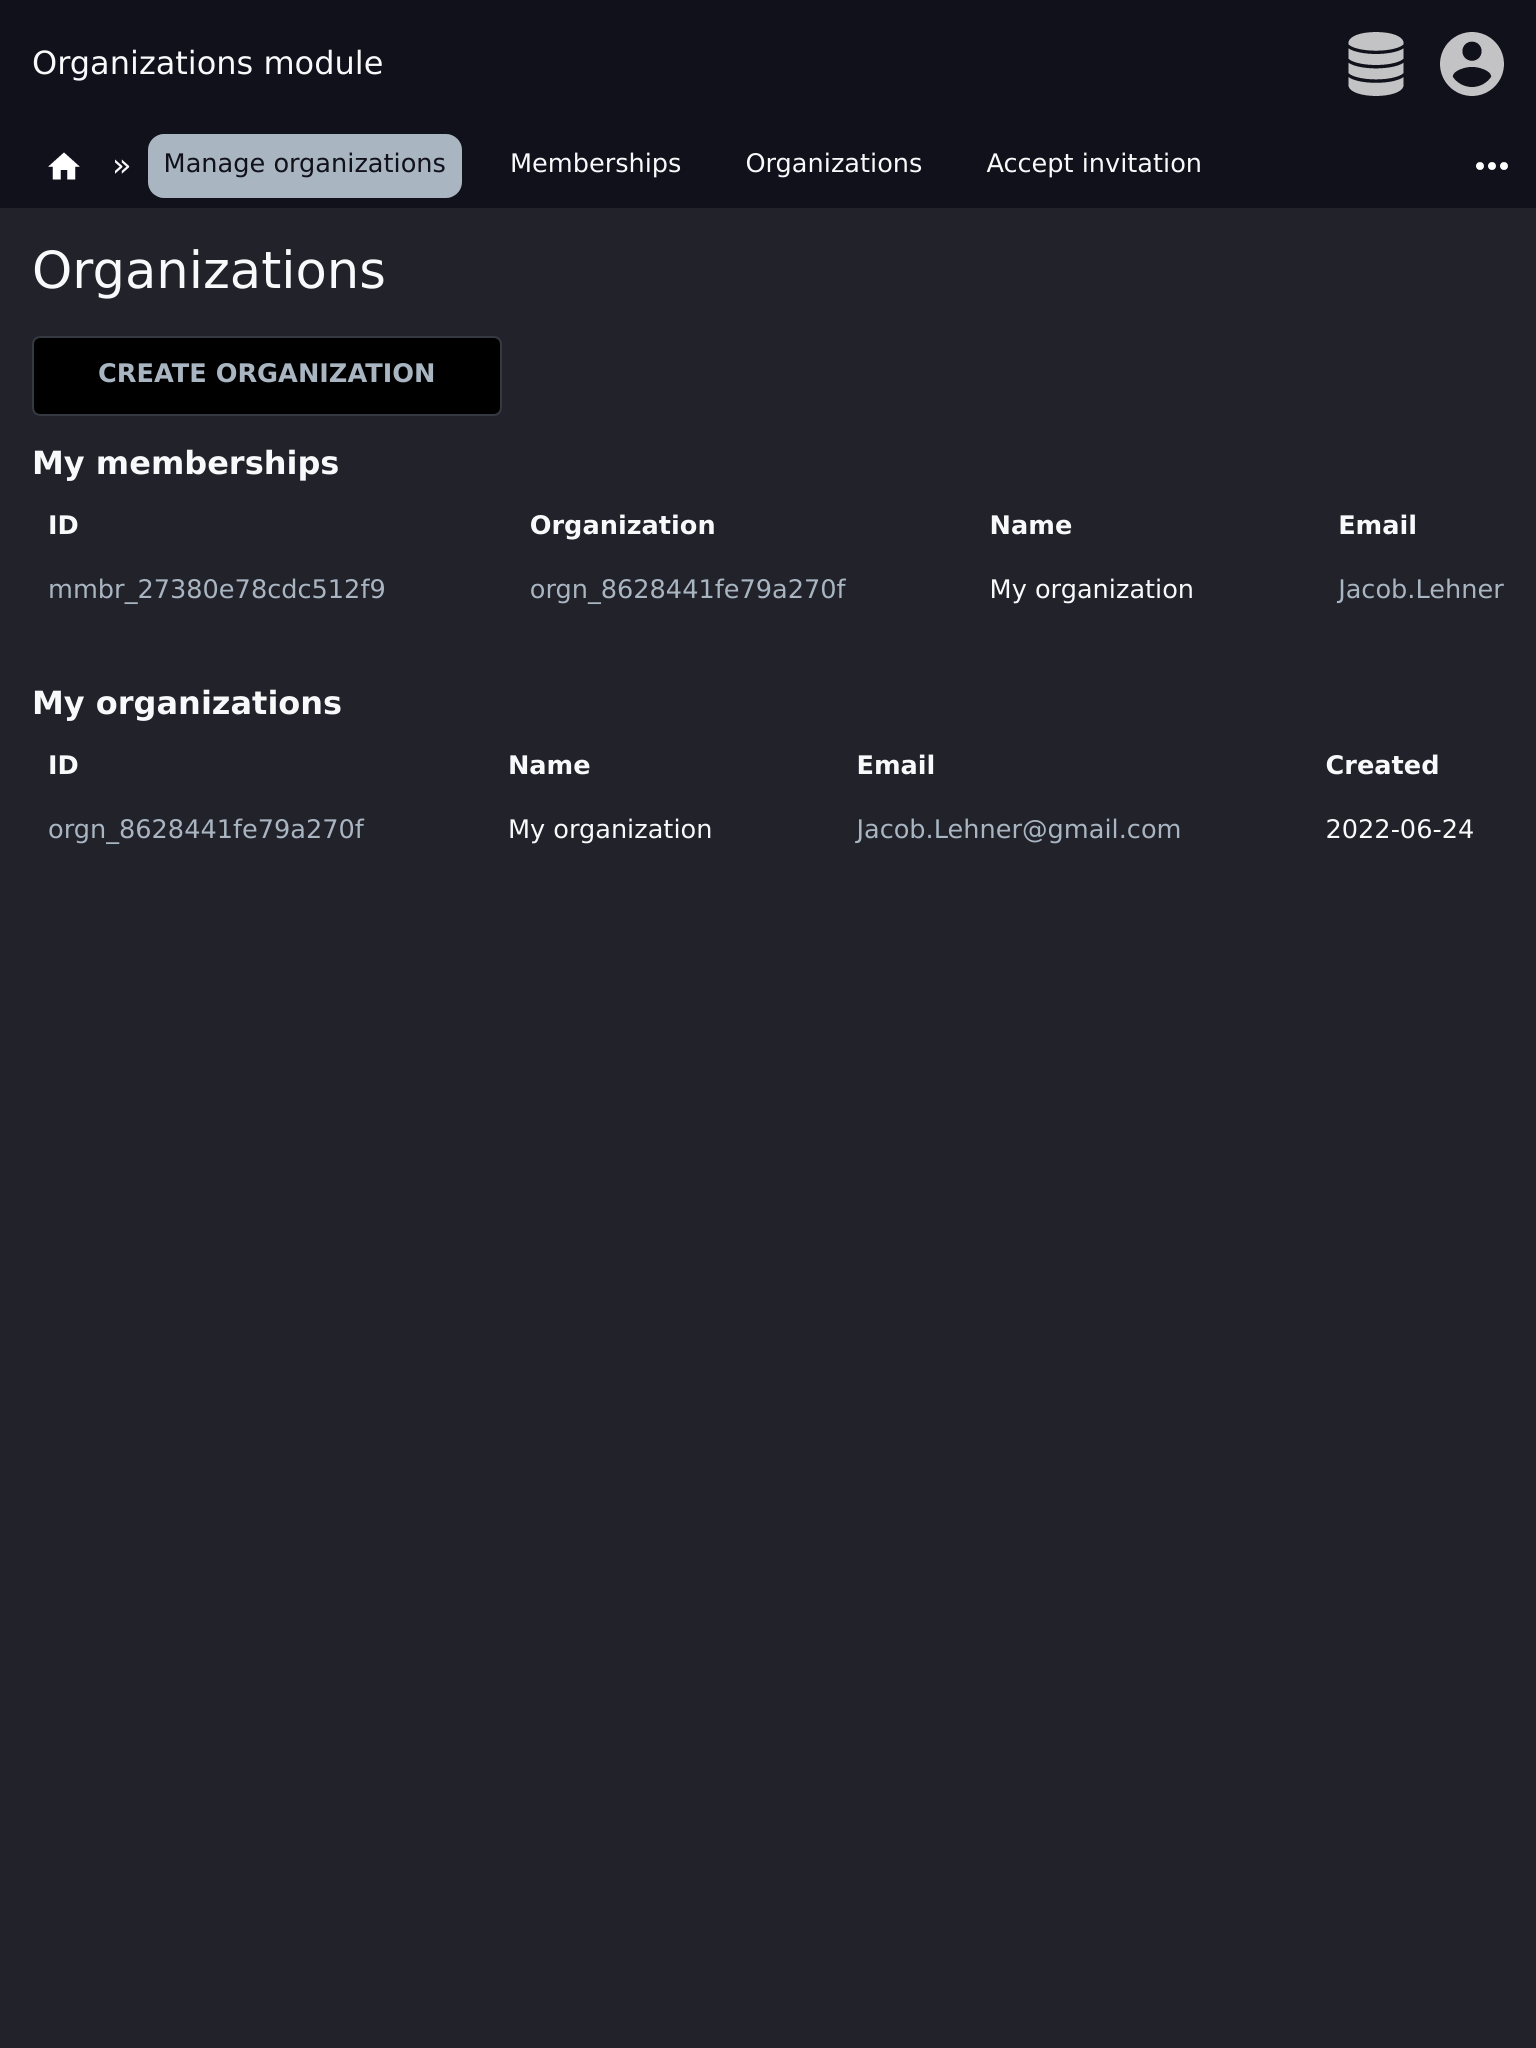 Organizations module
» Manage organizations Memberships Organizations Accept invitation
Organizations
CREATE ORGANIZATION
My memberships
ID Organization Name Email
mmbr_27380e78cdc512f9 orgn_8628441fe79a270f My organization Jacob.Lehner
My organizations
ID Name Email Created
orgn_8628441fe79a270f My organization Jacob.Lehner@gmail.com 2022-06-24